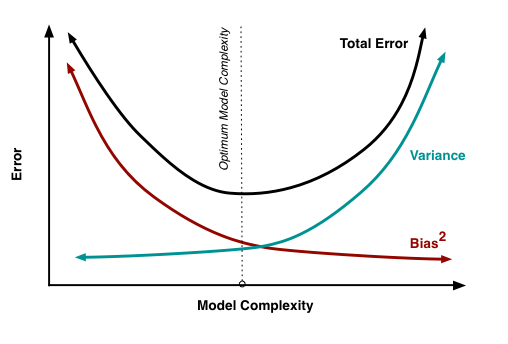 Total Error
Optimum Model Complexity
Variance
Error
Bias2
Model Complexity